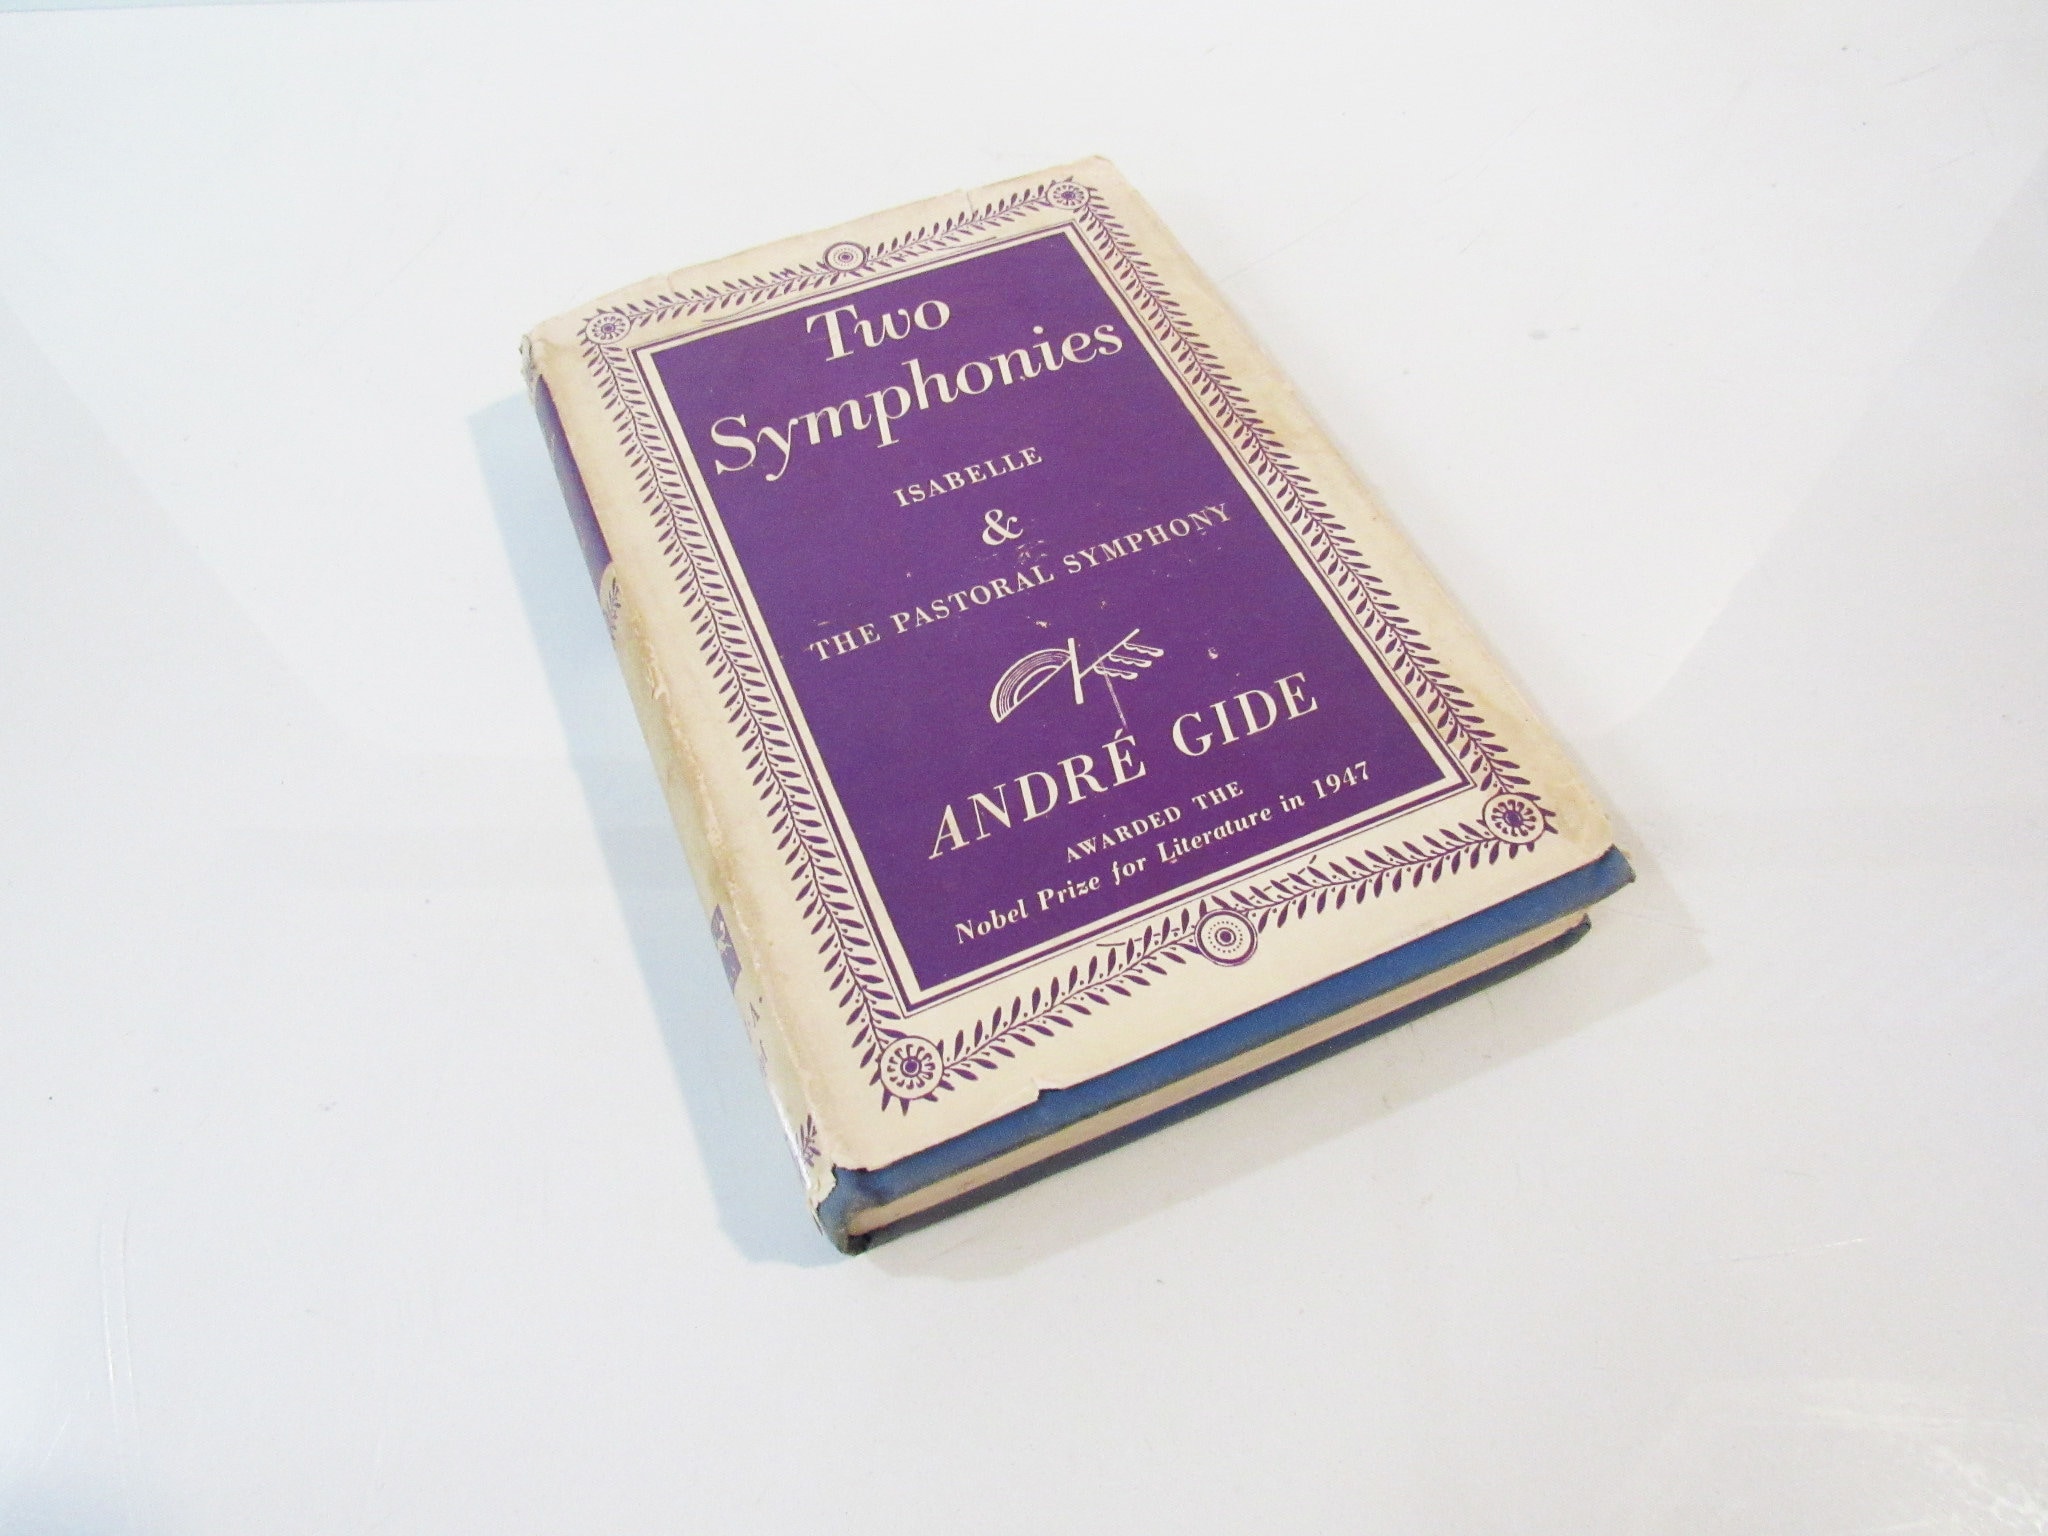 Two
Symphonies
ISABELLE
&
THE PASTORAL SYMPHONY
ANDRÉ GIDE
AWARDED THE
Nobel Prize for Literature in 1947